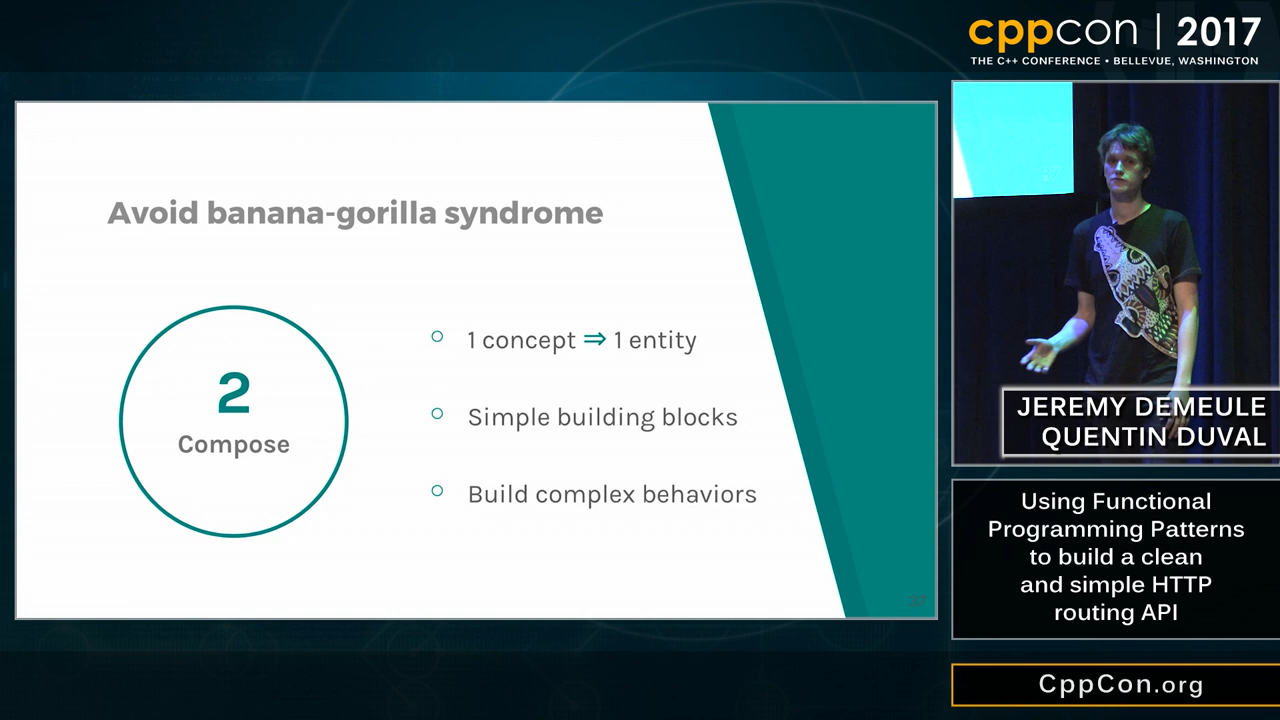 cppcon | 2017
THE C++ CONFERENCE • BELLEVUE, WASHINGTON
Avoid banana-gorilla syndrome
2
Compose
1 concept ⇒ 1 entity
Simple building blocks
Build complex behaviors
37
JEREMY DEMEULE
QUENTIN DUVAL
Using Functional
Programming Patterns
to build a clean
and simple HTTP
routing API
CppCon.org